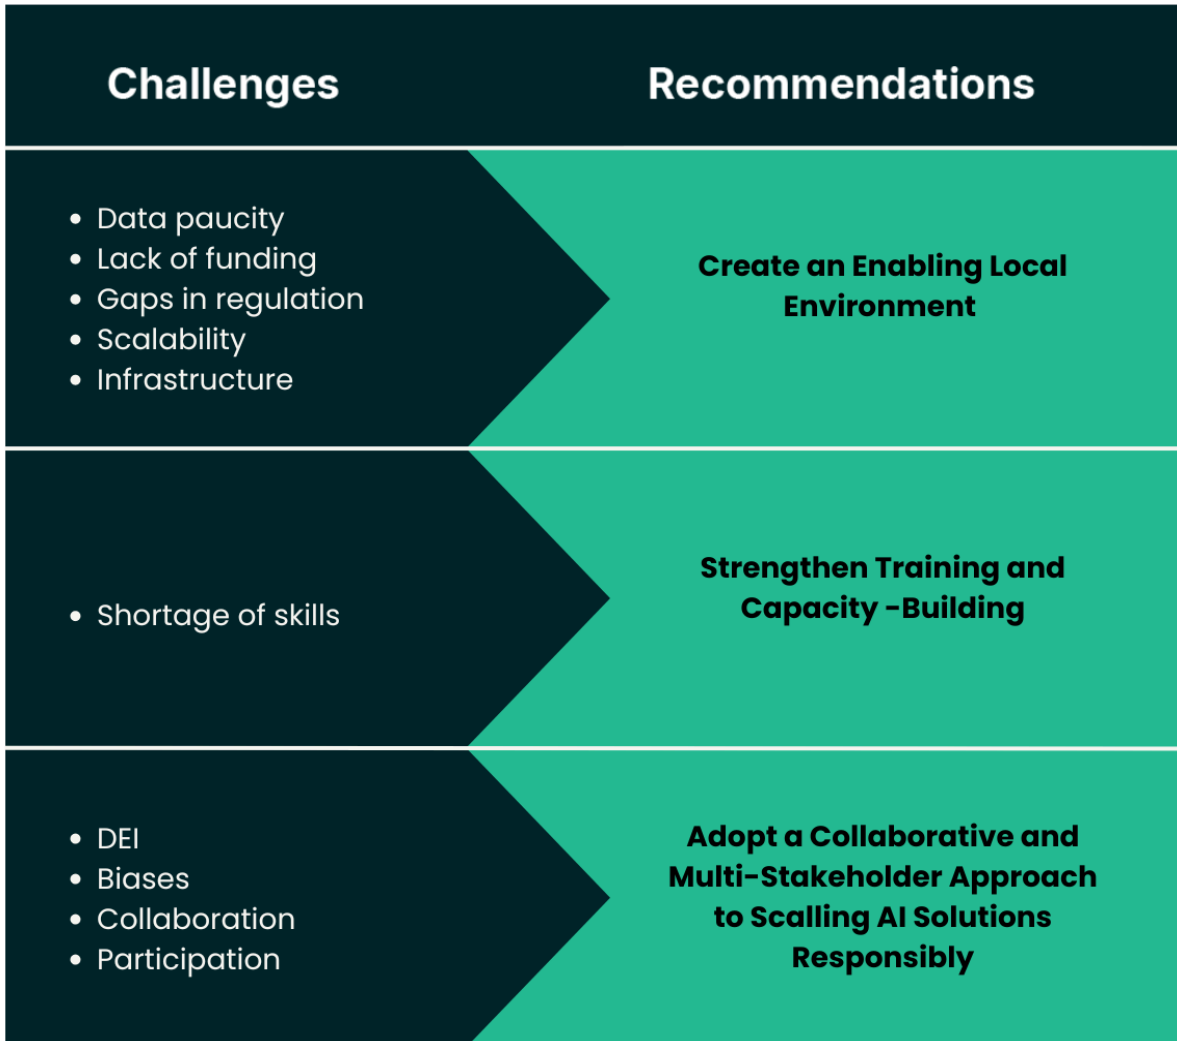 Challenges
Recommendations
• Data paucity
• Lack of funding
• Gaps in regulation
• Scalability
• Infrastructure
Create an Enabling Local
Environment
• Shortage of skills
Strengthen Training and
Capacity -Building
• DEI
• Biases
• Collaboration
• Participation
Adopt a Collaborative and
Multi-Stakeholder Approach
to Scalling AI Solutions
Responsibly